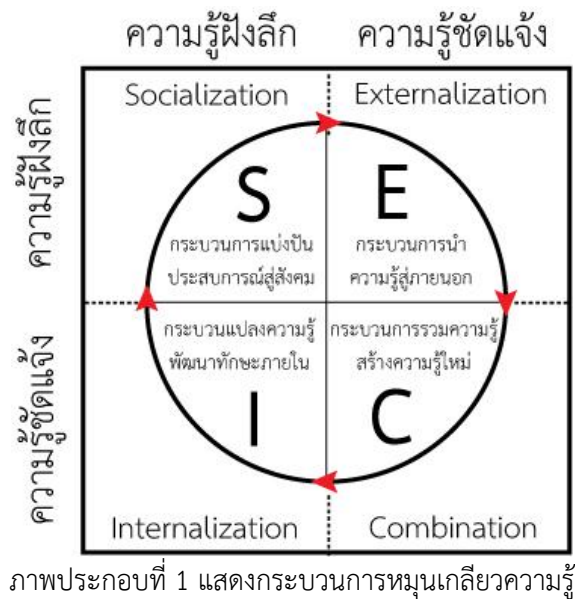 ความรู้ฝังลึก ความรู้ชัดแจ้ง
ความรู้ฝังลึก
ความรู้ชัดแจ้ง
Socialization Externalization
S E
กระบวนการแบ่งปัน
ประสบการณ์สู่สังคม
กระบวนการนำ
ความรู้สู่ภายนอก
กระบวนแปลงความรู้
พัฒนาทักษะภายใน
กระบวนการรวมความรู้
สร้างความรู้ใหม่
I C
Internalization Combination
ภาพประกอบที่ 1 แสดงกระบวนการหมุนเกลียวความรู้